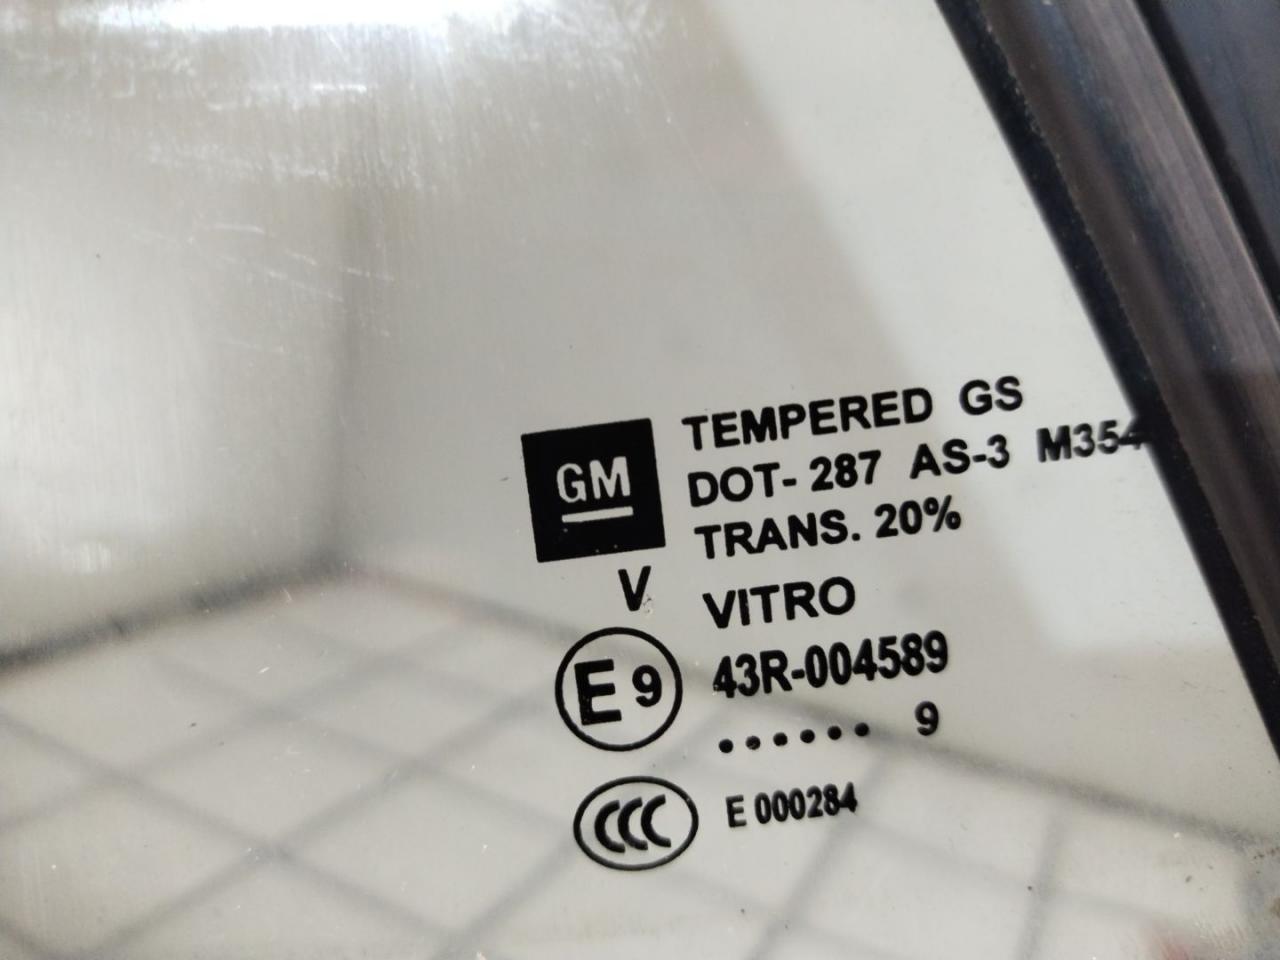 GM
TEMPERED GS
DOT- 287 AS-3
TRANS. 20%
V VITRO
E 9 43R-004589
...... 9
CCC E 000284